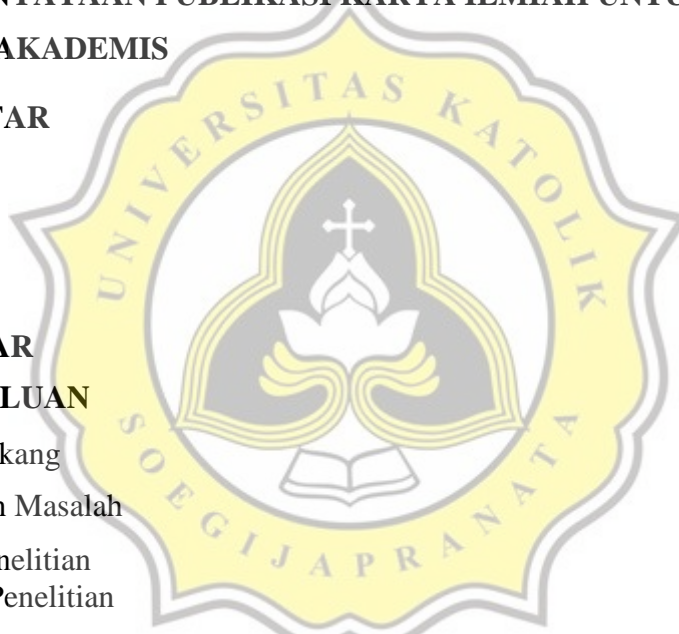 NYATAAN PUBLIKASI KARYA ILMIAH UNTU
AKADEMIS
TAR
UNIVERSITAS KATOLIK
AR
LUAN
kang
n Masalah
nelitian
Penelitian
SOEGIJAPRANATA